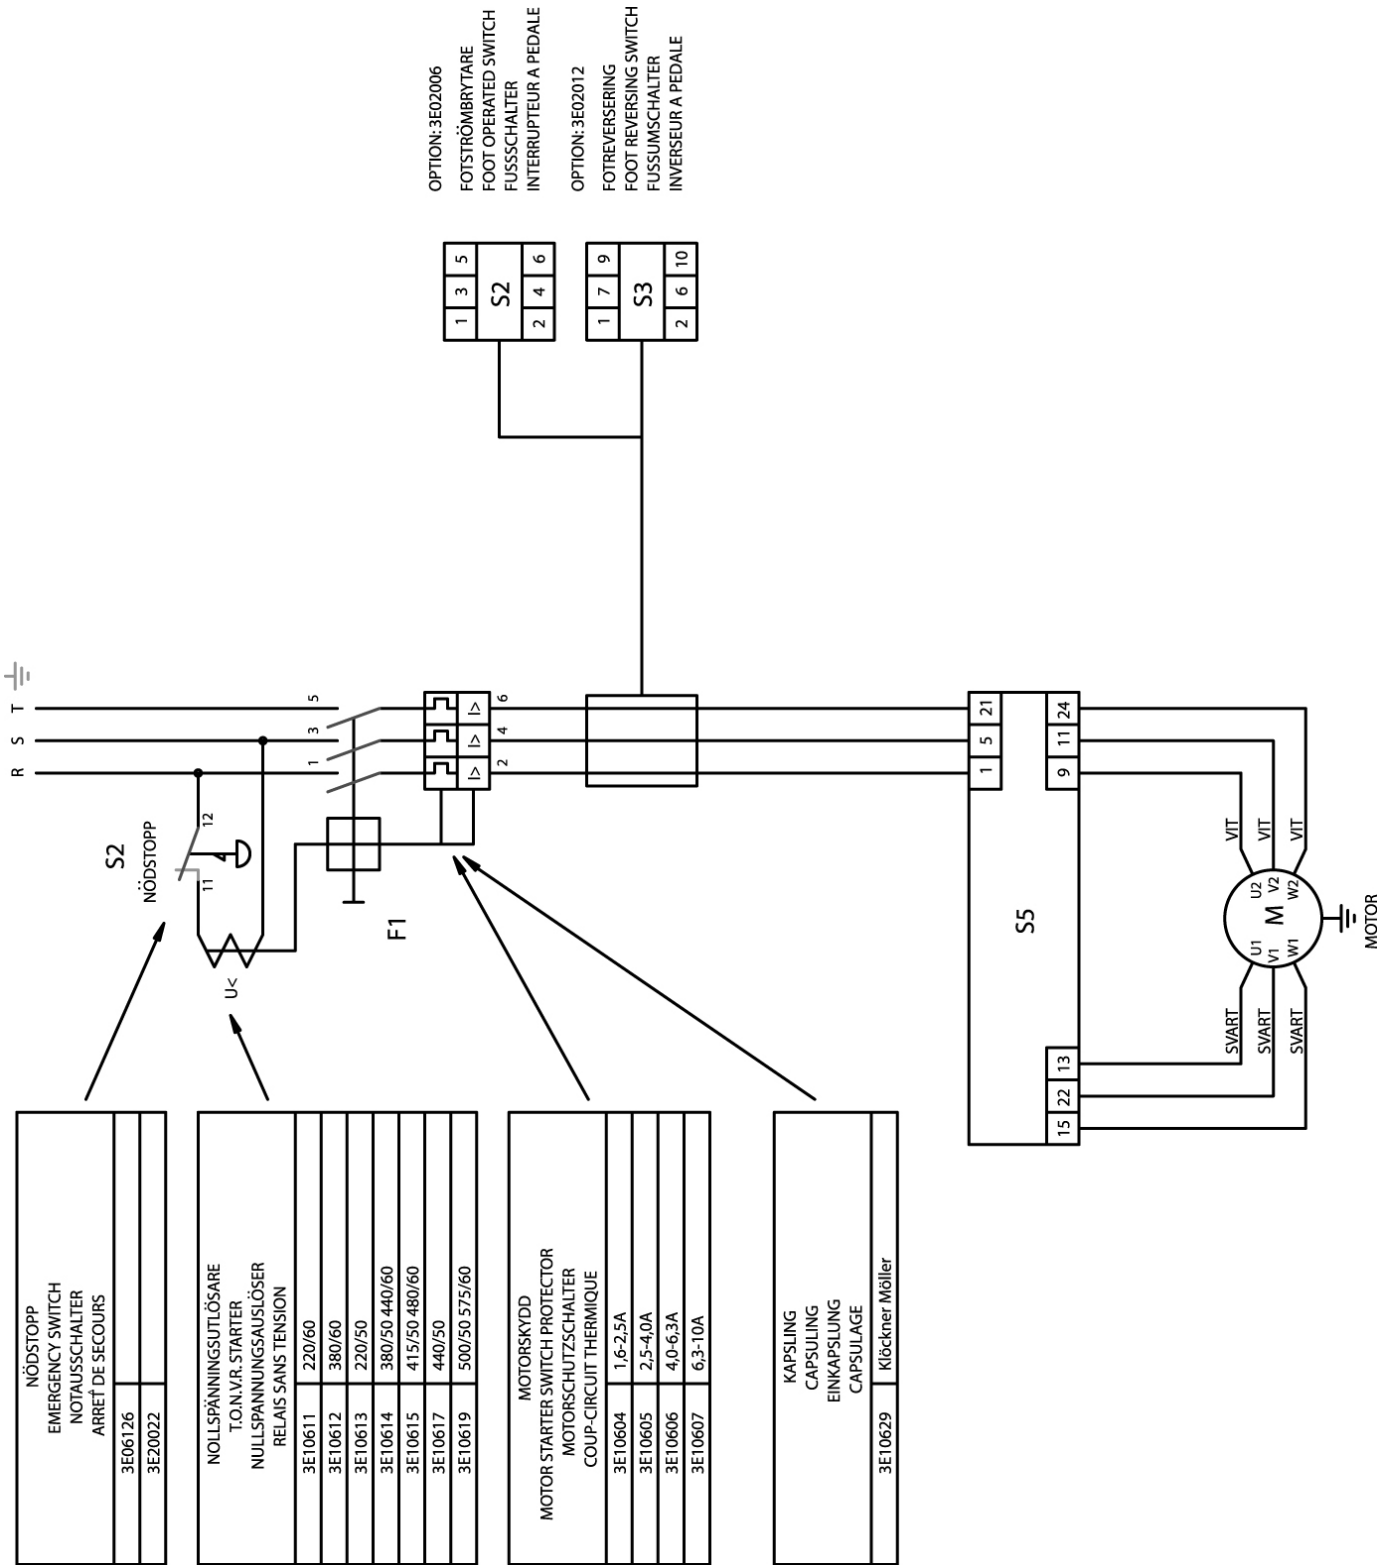 NÖDSTOPP
EMERGENCY SWITCH
NOTAUSSCHALTER
ARRET̂ DE SECOURS
3E06126
3E20022
NOLLSPÄNNINGSUTLÖSARE
T.O.N.V.R. STARTER
NULLSPANNUNGSAUSLÖSER
RELAIS SANS TENSION
3E10611 220/60
3E10612 380/60
3E10613 220/50
3E10614 380/50 440/60
3E10615 415/50 480/60
3E10617 440/50
3E10619 500/50 575/60
MOTORSKYDD
MOTOR STARTER SWITCH PROTECTOR
MOTORSCHUTZSCHALTER
COUP-CIRCUIT THERMIQUE
3E10604 1,6-2,5A
3E10605 2,5-4,0A
3E10606 4,0-6,3A
3E10607 6,3-10A
KAPSLING
CAPSULING
EINKAPSLUNG
CAPSULAGE
3E10629 Klöckner Möller
R S T
S2
NÖDSTOPP
11 12
U<
F1
1 3 5
I> I> I>
2 4 6
1 5 21
S5
15 22 13 9 11 24
SVART VIT
SVART VIT
SVART VIT
U1 U2
V1 M V2
W1 W2
MOTOR
1 3 5
S2
2 4 6
OPTION: 3E02006
FOTSTRÖMBRYTARE
FOOT OPERATED SWITCH
FUSSSCHALTER
INTERRUPTEUR A PEDALE
1 7 9
S3
2 6 10
OPTION: 3E02012
FOTREVERSERING
FOOT REVERSING SWITCH
FUSSUMSCHALTER
INVERSEUR A PEDALE